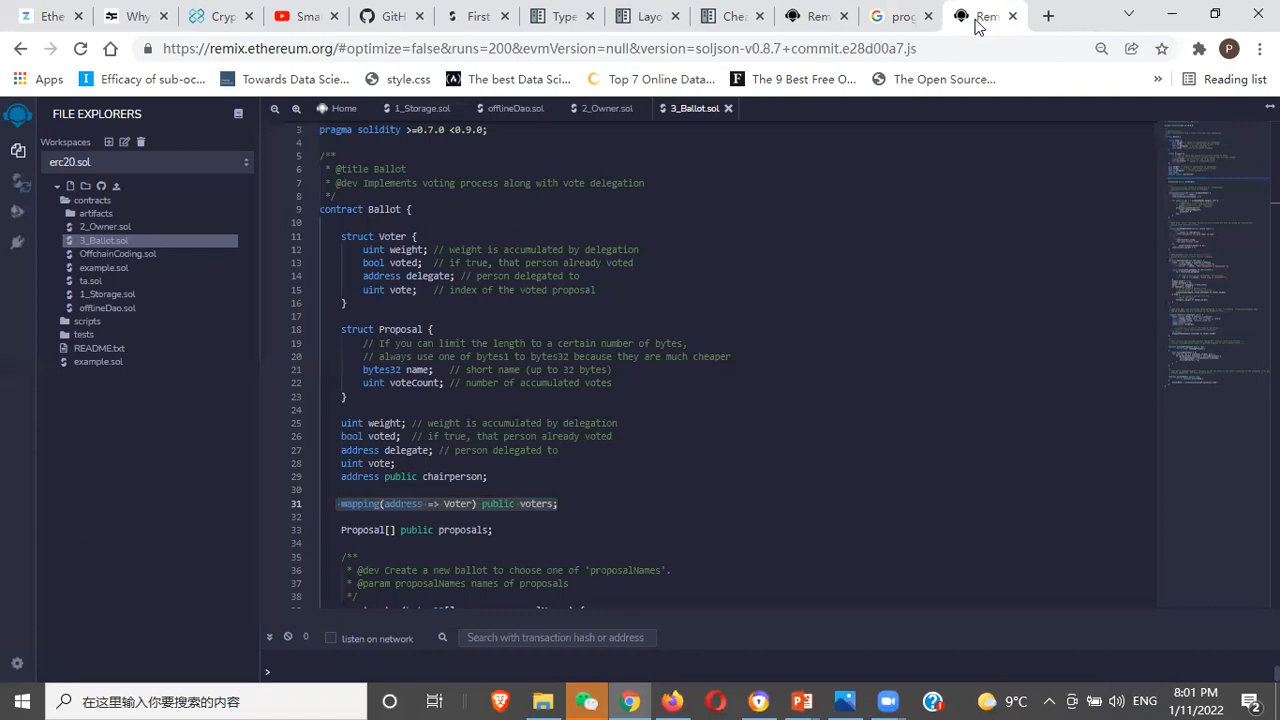 Ethe
Why
Cryp
Sma
GitH
First
Type
Layo
Che
Rem
prog
Rem
https://remix.ethereum.org/#optimize=false&runs=200&evmVersion=null&version=soljson-v0.8.7+commit.e28d00a7.js
P
Apps
Efficacy of sub-oc...
Towards Data Scienc...
style.css
The best Data Scien...
Top 7 Online Data...
The 9 Best Free O...
The Open Source...
»
Reading list
FILE EXPLORERS
Home
1_Storage.sol
offlineDao.sol
2_Owner.sol
3_Ballot.sol
Workspaces
erc20.sol
contracts
artifacts
2_Owner.sol
3_Ballot.sol
OffchainCoding.sol
example.sol
ta.sol
1_Storage.sol
offlineDao.sol
scripts
tests
README.txt
example.sol
3 pragma solidity >=0.7.0 <0.9.0;
4
5 /**
6 * @title Ballot
7 * @dev Implements voting process along with vote delegation
8 */
9 contract Ballot {
10
11 struct Voter {
12 uint weight; // weight is accumulated by delegation
13 bool voted; // if true, that person already voted
14 address delegate; // person delegated to
15 uint vote; // index of the voted proposal
16 }
17
18 struct Proposal {
19 // If you can limit the length to a certain number of bytes,
20 // always use one of bytes1 to bytes32 because they are much cheaper
21 bytes32 name; // short name (up to 32 bytes)
22 uint voteCount; // number of accumulated votes
23 }
24
25 uint weight; // weight is accumulated by delegation
26 bool voted; // if true, that person already voted
27 address delegate; // person delegated to
28 uint vote;
29 address public chairperson;
30
31 mapping(address => Voter) public voters;
32
33 Proposal[] public proposals;
34
35 /**
36 * @dev Create a new ballot to choose one of 'proposalNames'.
37 * @param proposalNames names of proposals
38 */
0
listen on network
Search with transaction hash or address
>
在这里输入你要搜索的内容
9°C
ENG
8:01 PM
1/11/2022
2